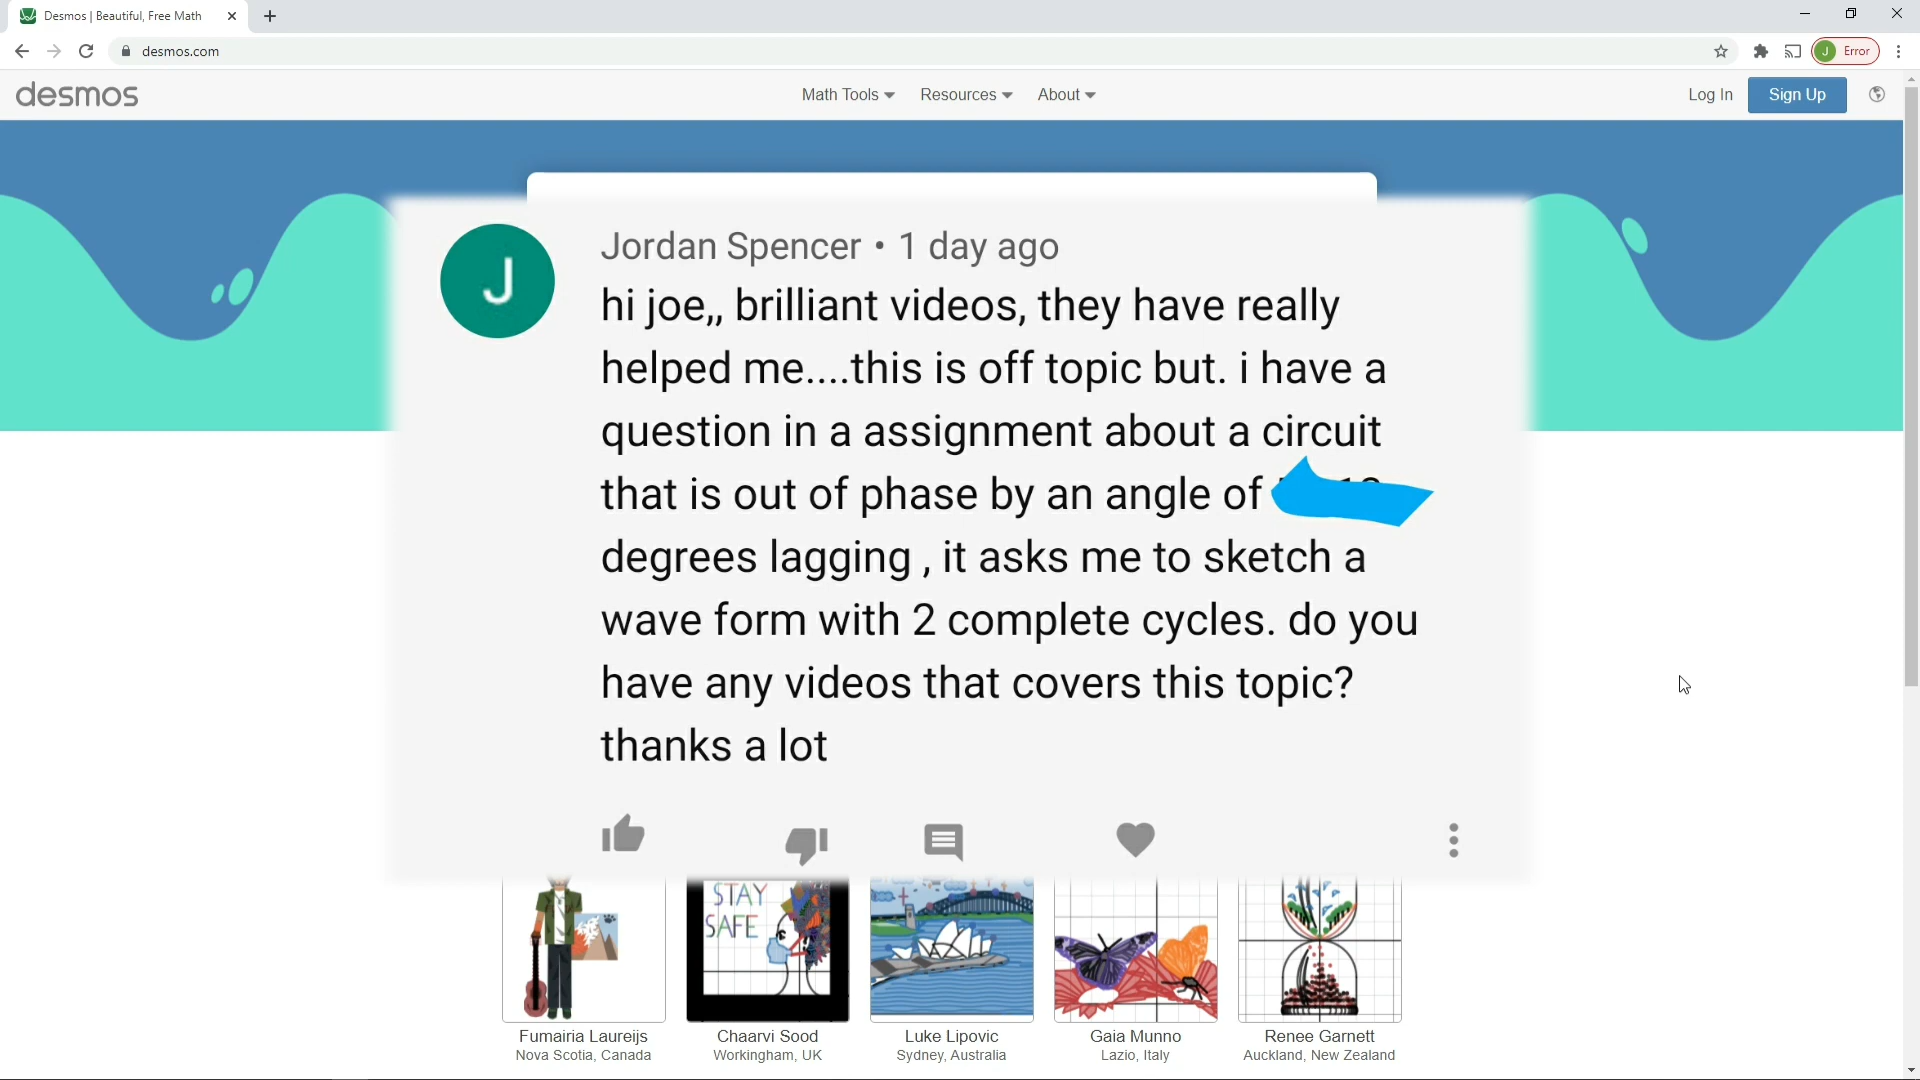 Desmos | Beautiful, Free Math
desmos.com
J Error
desmos
Math Tools
Resources
About
Log In
Sign Up
J
Jordan Spencer • 1 day ago
hi joe,, brilliant videos, they have really
helped me....this is off topic but. i have a
question in a assignment about a circuit
that is out of phase by an angle of
degrees lagging , it asks me to sketch a
wave form with 2 complete cycles. do you
have any videos that covers this topic?
thanks a lot
STAY
SAFE
Fumairia Laureijs
Nova Scotia, Canada
Chaarvi Sood
Workingham, UK
Luke Lipovic
Sydney, Australia
Gaia Munno
Lazio, Italy
Renee Garnett
Auckland, New Zealand